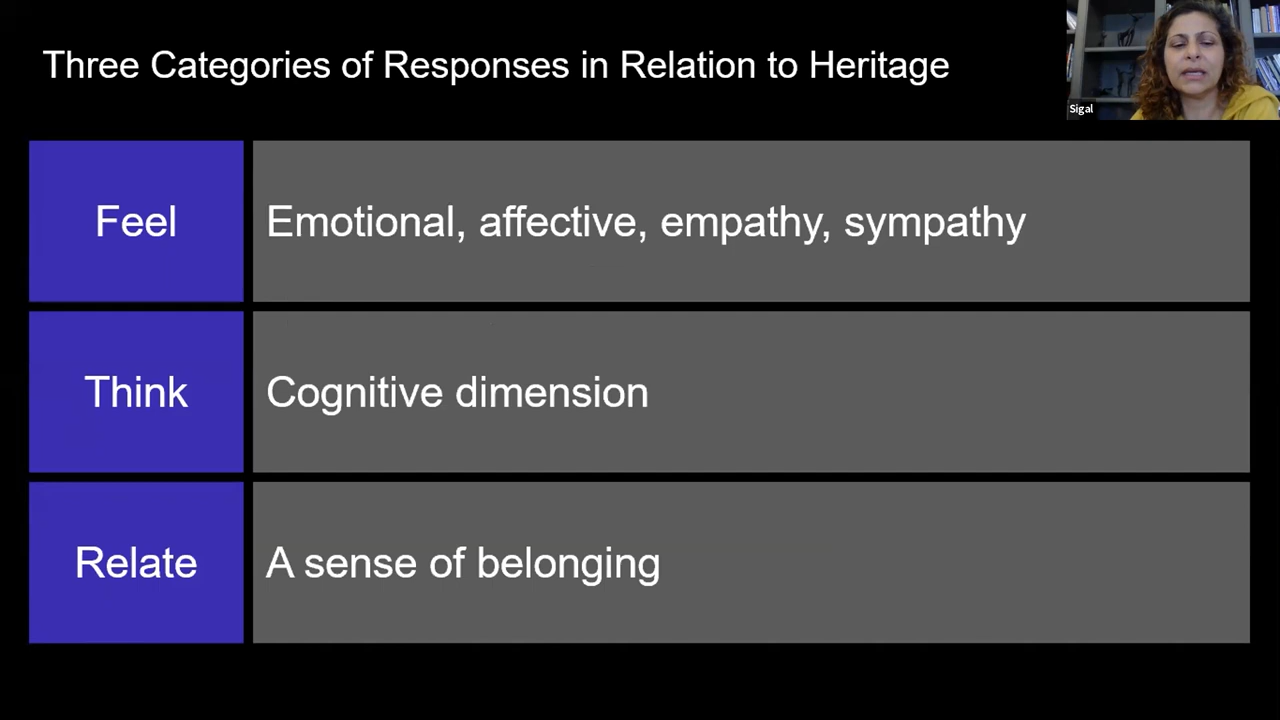 Three Categories of Responses in Relation to Heritage
Sigal
Feel
Emotional, affective, empathy, sympathy
Think
Cognitive dimension
Relate
A sense of belonging